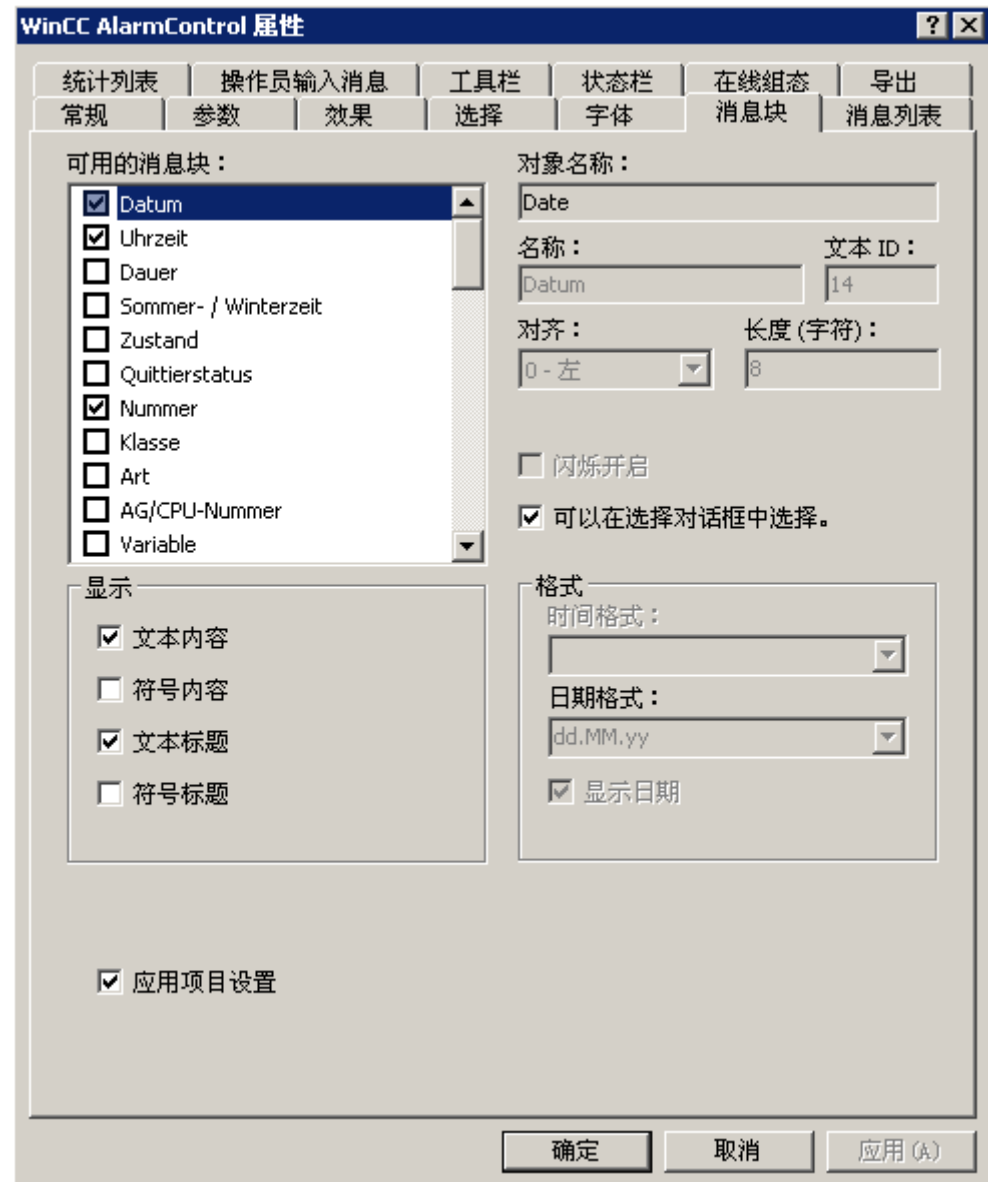 WinCC AlarmControl 属性
统计列表 操作员输入消息 工具栏 状态栏 在线组态 导出
常规 参数 效果 选择 字体 消息块 消息列表
可用的消息块：
Datum
Uhrzeit
Dauer
Sommer- / Winterzeit
Zustand
Quittierstatus
Nummer
Klasse
Art
AG/CPU-Nummer
Variable
对象名称：
Date
名称： 文本 ID：
Datum 14
对齐： 长度 (字符)：
0 - 左 8
闪烁开启
可以在选择对话框中选择。
显示
文本内容
符号内容
文本标题
符号标题
格式
时间格式：
日期格式：
dd.MM.yy
显示日期
应用项目设置
确定 取消 应用 (A)